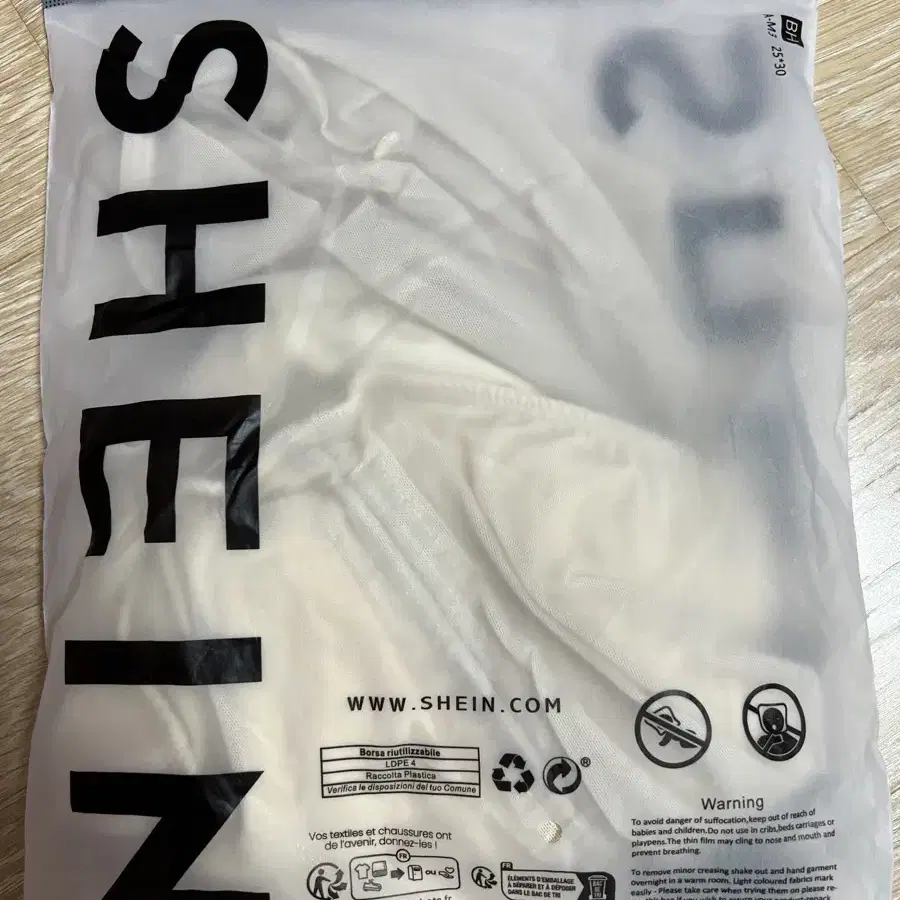 SHEIN
BH
25*30
WWW.SHEIN.COM
Borsa riutilizzabile
LDPE 4
Raccolta Plastica
Verifica le disposizioni del tuo Comune
®
Vos textiles et chaussures ont
de l'avenir, donnez-les !
FR
OU
FR
ÉLÉMENTS D'EMBALLAGE
À SÉPARER ET À DÉPOSER
DANS LE BAC DE TRI
Warning
To avoid danger of suffocation,keep out of reach of
babies and children.Do not use in cribs,beds carriages or
playpens.The thin film may cling to nose and mouth and
prevent breathing.
To remove minor creasing shake out and hand garment
overnight in a warm room. Light coloured fabrics mark
easily - Please take care when trying them on please re-